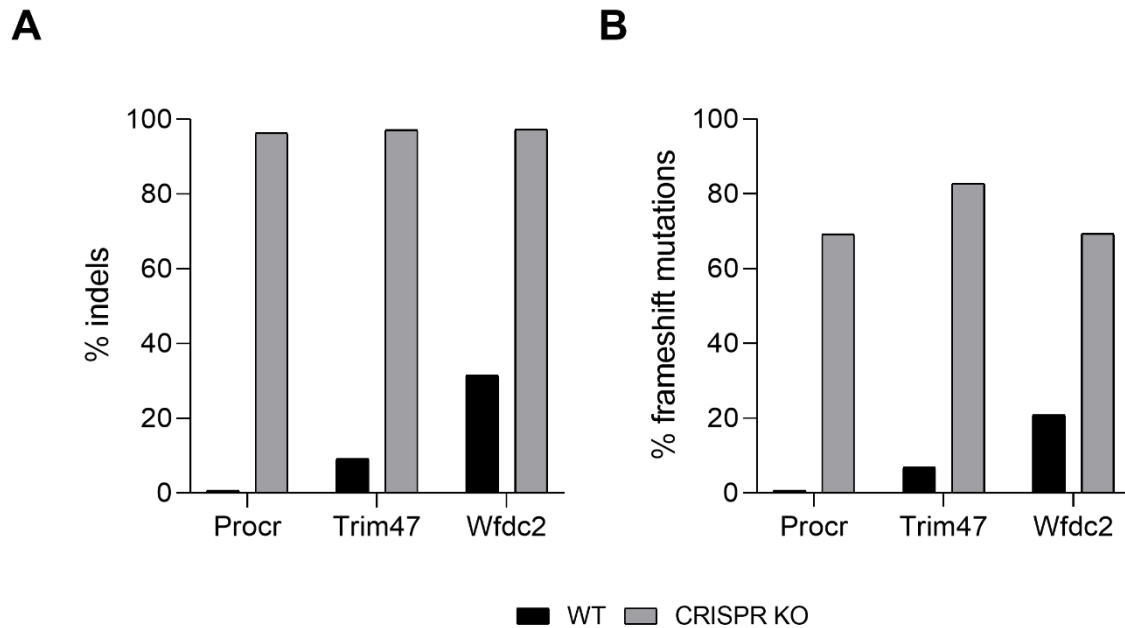 A
% indels
100
80
60
40
20
0
Procr Trim47 Wfdc2
B
% frameshift mutations
100
80
60
40
20
0
Procr Trim47 Wfdc2
WT CRISPR KO